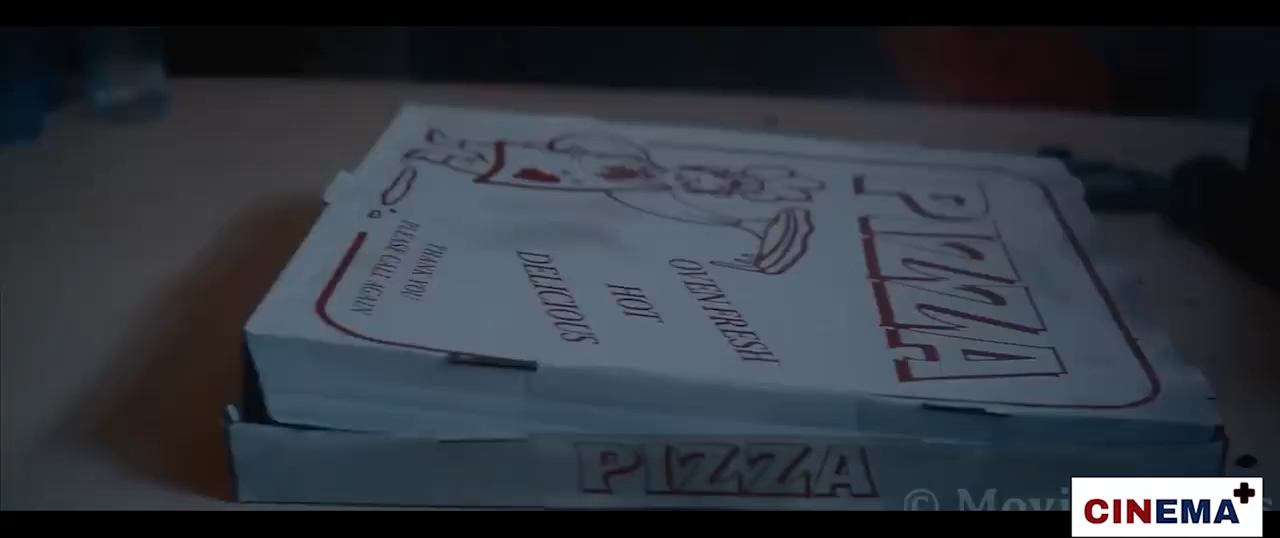 PIZZA
OVEN FRESH
HOT
DELICIOUS
THANK YOU
PLEASE CALL AGAIN
PIZZA
©
CINEMA+